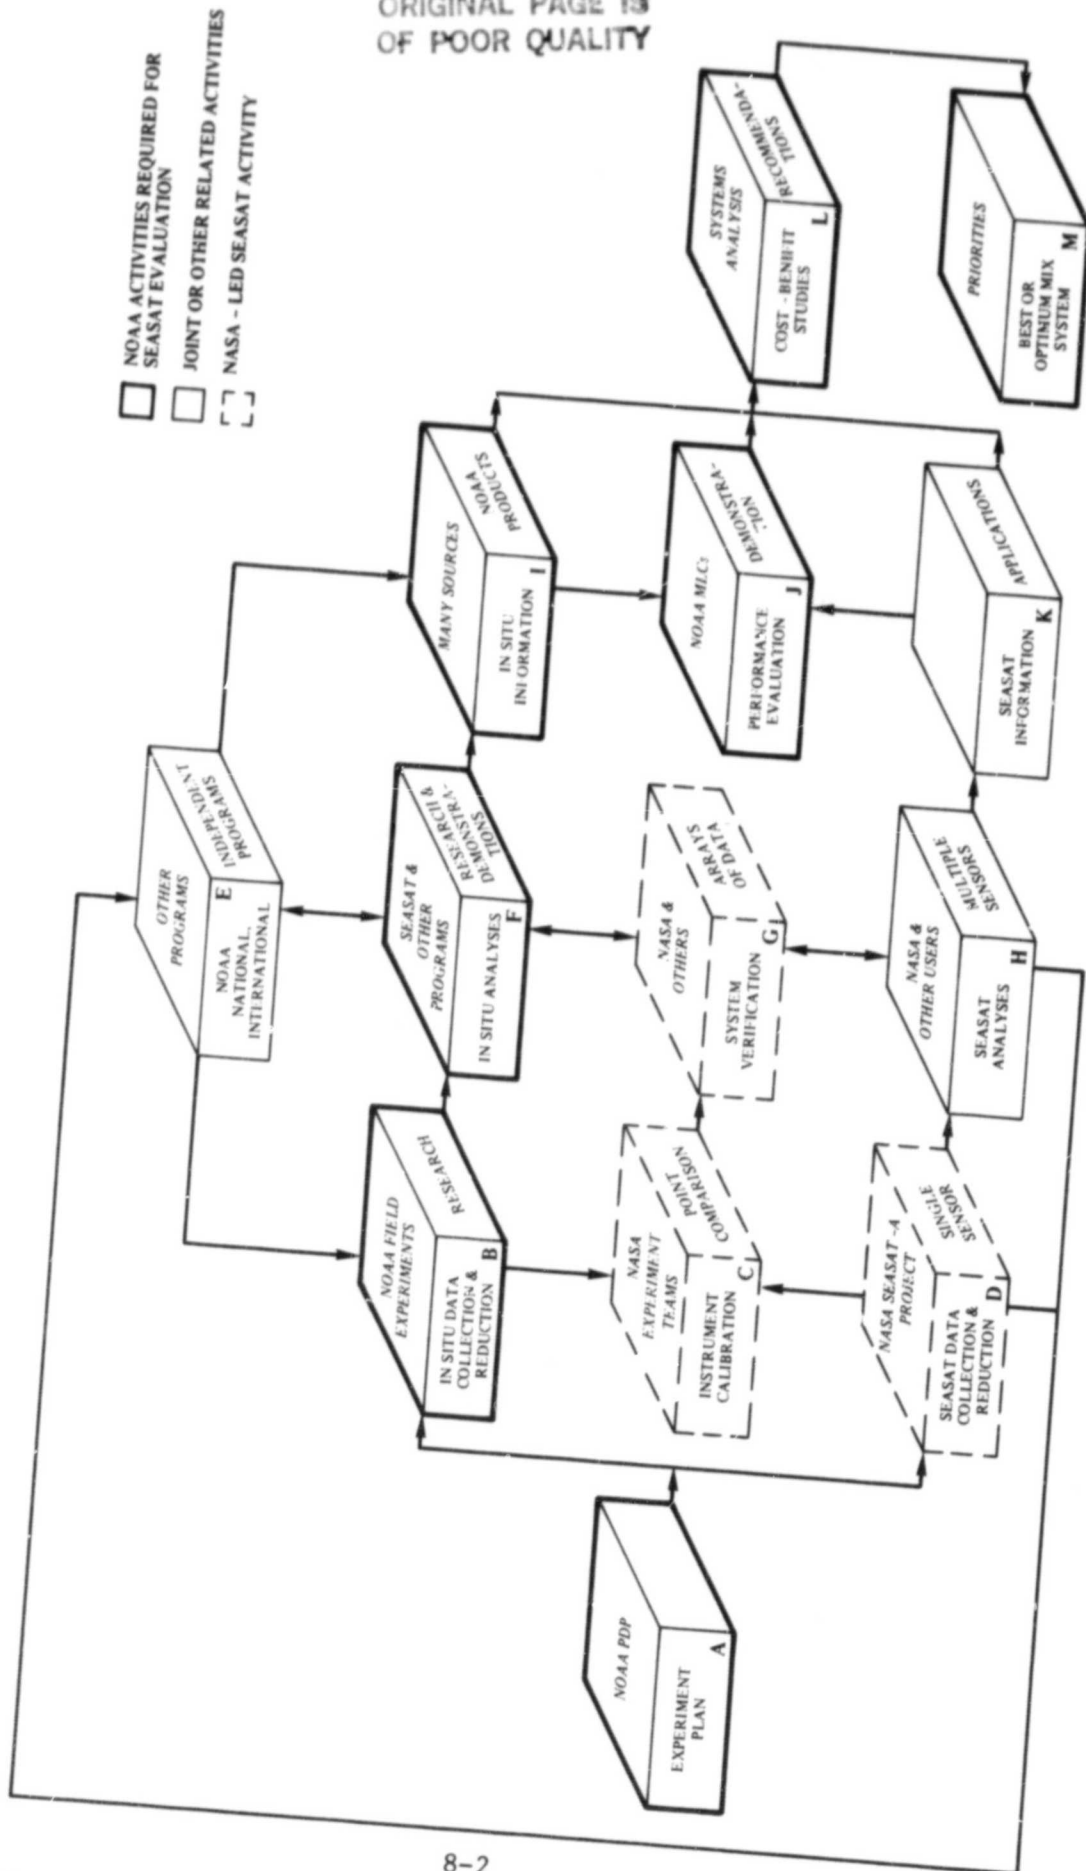 ORIGINAL PAGE IS
OF POOR QUALITY
NOAA ACTIVITIES REQUIRED FOR
SEASAT EVALUATION
JOINT OR OTHER RELATED ACTIVITIES
NASA - LED SEASAT ACTIVITY
NOAA PDP
EXPERIMENT
PLAN
A
NOAA FIELD
EXPERIMENTS
RESEARCH
IN SITU DATA
COLLECTION &
REDUCTION
B
NASA
EXPERIMENT
TEAMS
POINT
COMPARISON
INSTRUMENT
CALIBRATION
C
NASA SEASAT -A
PROJECT
SINGLE
SENSOR
SEASAT DATA
COLLECTION &
REDUCTION
D
OTHER
PROGRAMS
INDEPENDENT
PROGRAMS
NOAA
NATIONAL,
INTERNATIONAL
E
SEASAT &
OTHER
PROGRAMS
RESEARCH &
DEMONSTRA-
TIONS
IN SITU ANALYSES
F
NASA &
OTHERS
ARRAYS
OF DATA
SYSTEM
VERIFICATION
G
NASA &
OTHER USERS
MULTIPLE
SENSORS
SEASAT
ANALYSES
H
MANY SOURCES
NOAA
PRODUCTS
IN SITU
INFORMATION
I
NOAA MLCs
DEMONSTRA-
TION
PERFORMANCE
EVALUATION
J
APPLICATIONS
SEASAT
INFORMATION
K
SYSTEMS
ANALYSIS
RECOMMENDA-
TIONS
COST - BENEFIT
STUDIES
L
PRIORITIES
BEST OR
OPTIMUM MIX
SYSTEM
M
8-2